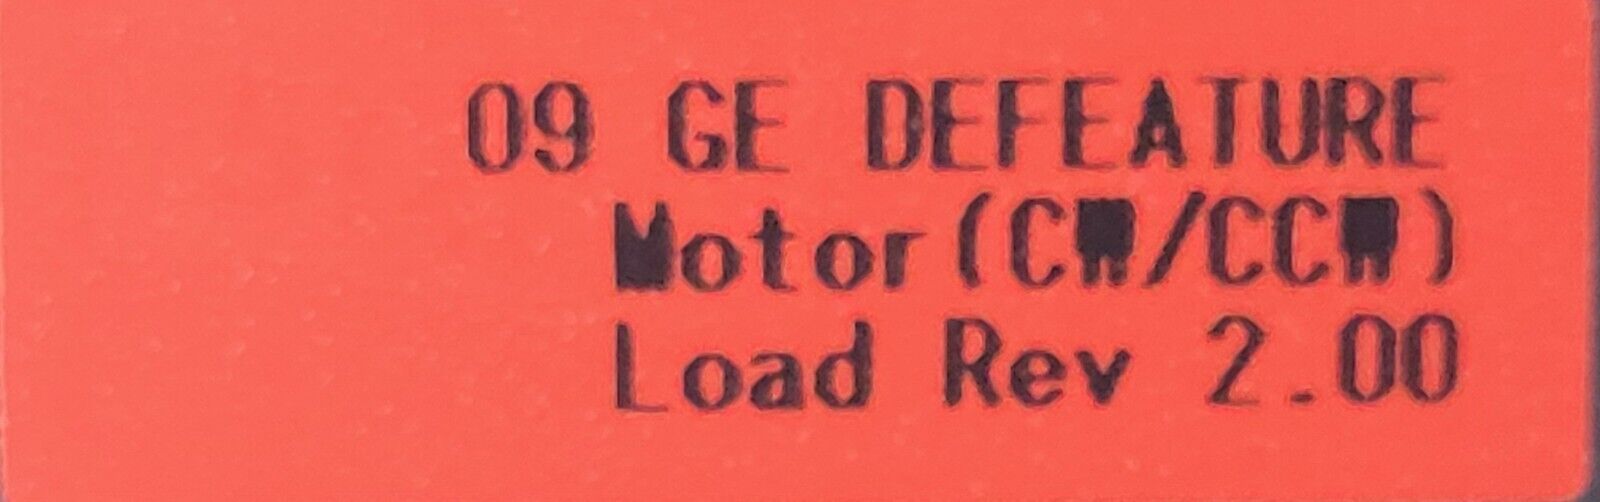 09 GE DEFEATURE
Motor(CW/CCW)
Load Rev 2.00